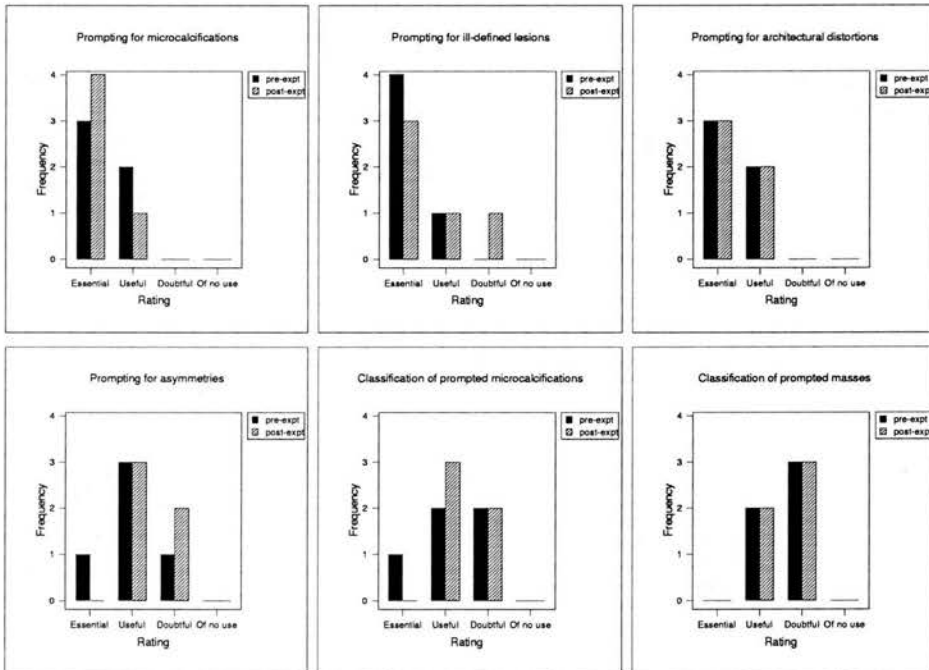 Prompting for microcalifications
pre-expt
post-expt
4
3
2
1
0
Frequency
Essential Useful Doubtful Of no use
Rating
Prompting for ill-defined lesions
pre-expt
post-expt
4
3
2
1
0
Frequency
Essential Useful Doubtful Of no use
Rating
Prompting for architectural distortions
pre-expt
post-expt
4
3
2
1
0
Frequency
Essential Useful Doubtful Of no use
Rating
Prompting for asymmetries
pre-expt
post-expt
4
3
2
1
0
Frequency
Essential Useful Doubtful Of no use
Rating
Classification of prompted microcalcifications
pre-expt
post-expt
4
3
2
1
0
Frequency
Essential Useful Doubtful Of no use
Rating
Classification of prompted masses
pre-expt
post-expt
4
3
2
1
0
Frequency
Essential Useful Doubtful Of no use
Rating